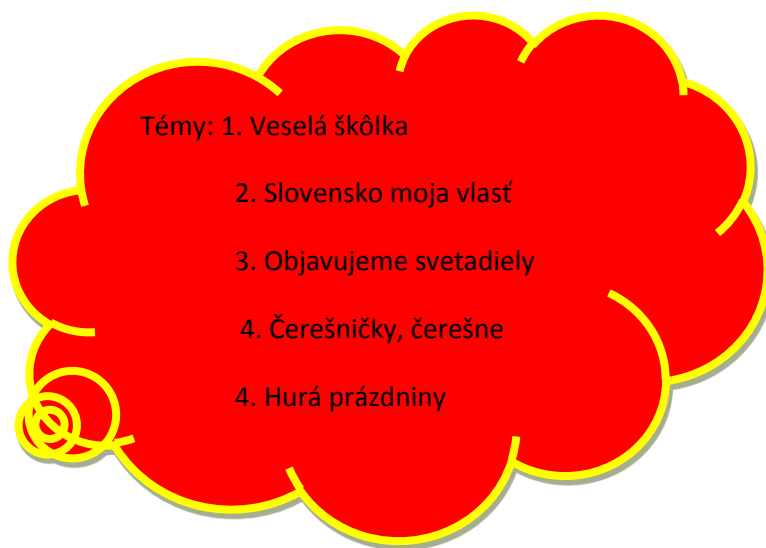 Témy: 1. Veselá škôlka
2. Slovensko moja vlasť
3. Objavujeme svetadiely
4. Čerešničky, čerešne
4. Hurá prázdniny